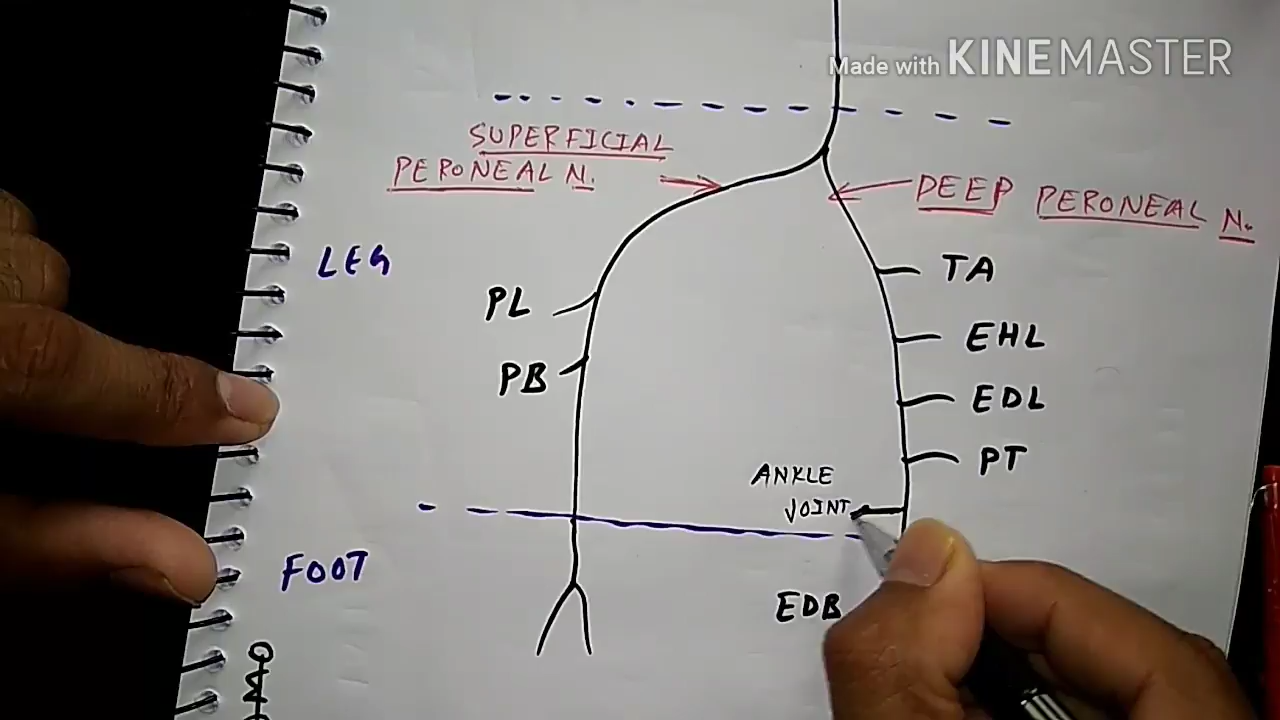 Made with KINEMASTER
SUPERFICIAL
PERONEAL N.
DEEP PERONEAL N.
LEG
TA
PL
EHL
PB
EDL
PT
ANKLE
JOINT
FOOT
EDB